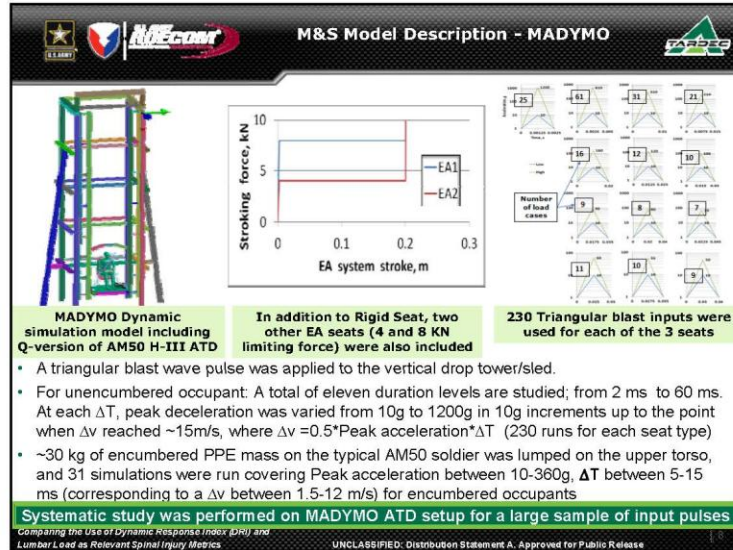 U.S.ARMY
RDECOM
M&S Model Description – MADYMO
TARDEC
Stroking force, kN
10
5
0
0
0.1
0.2
0.3
EA system stroke, m
EA1
EA2
25
61
31
21
16
12
10
Low
High
Number
of load
cases
9
8
7
11
10
9
MADYMO Dynamic
simulation model including
Q-version of AM50 H-III ATD
In addition to Rigid Seat, two
other EA seats (4 and 8 KN
limiting force) were also included
230 Triangular blast inputs were
used for each of the 3 seats
• A triangular blast wave pulse was applied to the vertical drop tower/sled.
• For unencumbered occupant: A total of eleven duration levels are studied; from 2 ms to 60 ms.
At each ΔT, peak deceleration was varied from 10g to 1200g in 10g increments up to the point
when Δv reached ~15m/s, where Δv =0.5*Peak acceleration*ΔT (230 runs for each seat type)
• ~30 kg of encumbered PPE mass on the typical AM50 soldier was lumped on the upper torso,
and 31 simulations were run covering Peak acceleration between 10-360g, ΔT between 5-15
ms (corresponding to a Δv between 1.5-12 m/s) for encumbered occupants
Systematic study was performed on MADYMO ATD setup for a large sample of input pulses
Comparing the Use of Dynamic Response Index (DRI) and
Lumbar Load as Relevant Spinal Injury Metrics
UNCLASSIFIED: Distribution Statement A. Approved for Public Release
8